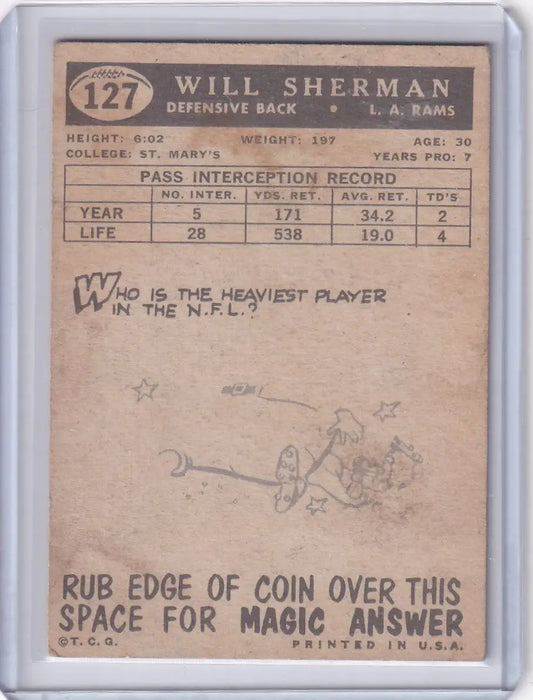 127
WILL SHERMAN
DEFENSIVE BACK • L. A. RAMS
HEIGHT: 6:02 WEIGHT: 197 AGE: 30
COLLEGE: ST. MARY'S YEARS PRO: 7
PASS INTERCEPTION RECORD
NO. INTER. YDS. RET. AVG. RET. TD'S
YEAR 5 171 34.2 2
LIFE 28 538 19.0 4
WHO IS THE HEAVIEST PLAYER
IN THE N.F.L.?
RUB EDGE OF COIN OVER THIS
SPACE FOR MAGIC ANSWER
©T. C. G. PRINTED IN U.S.A.